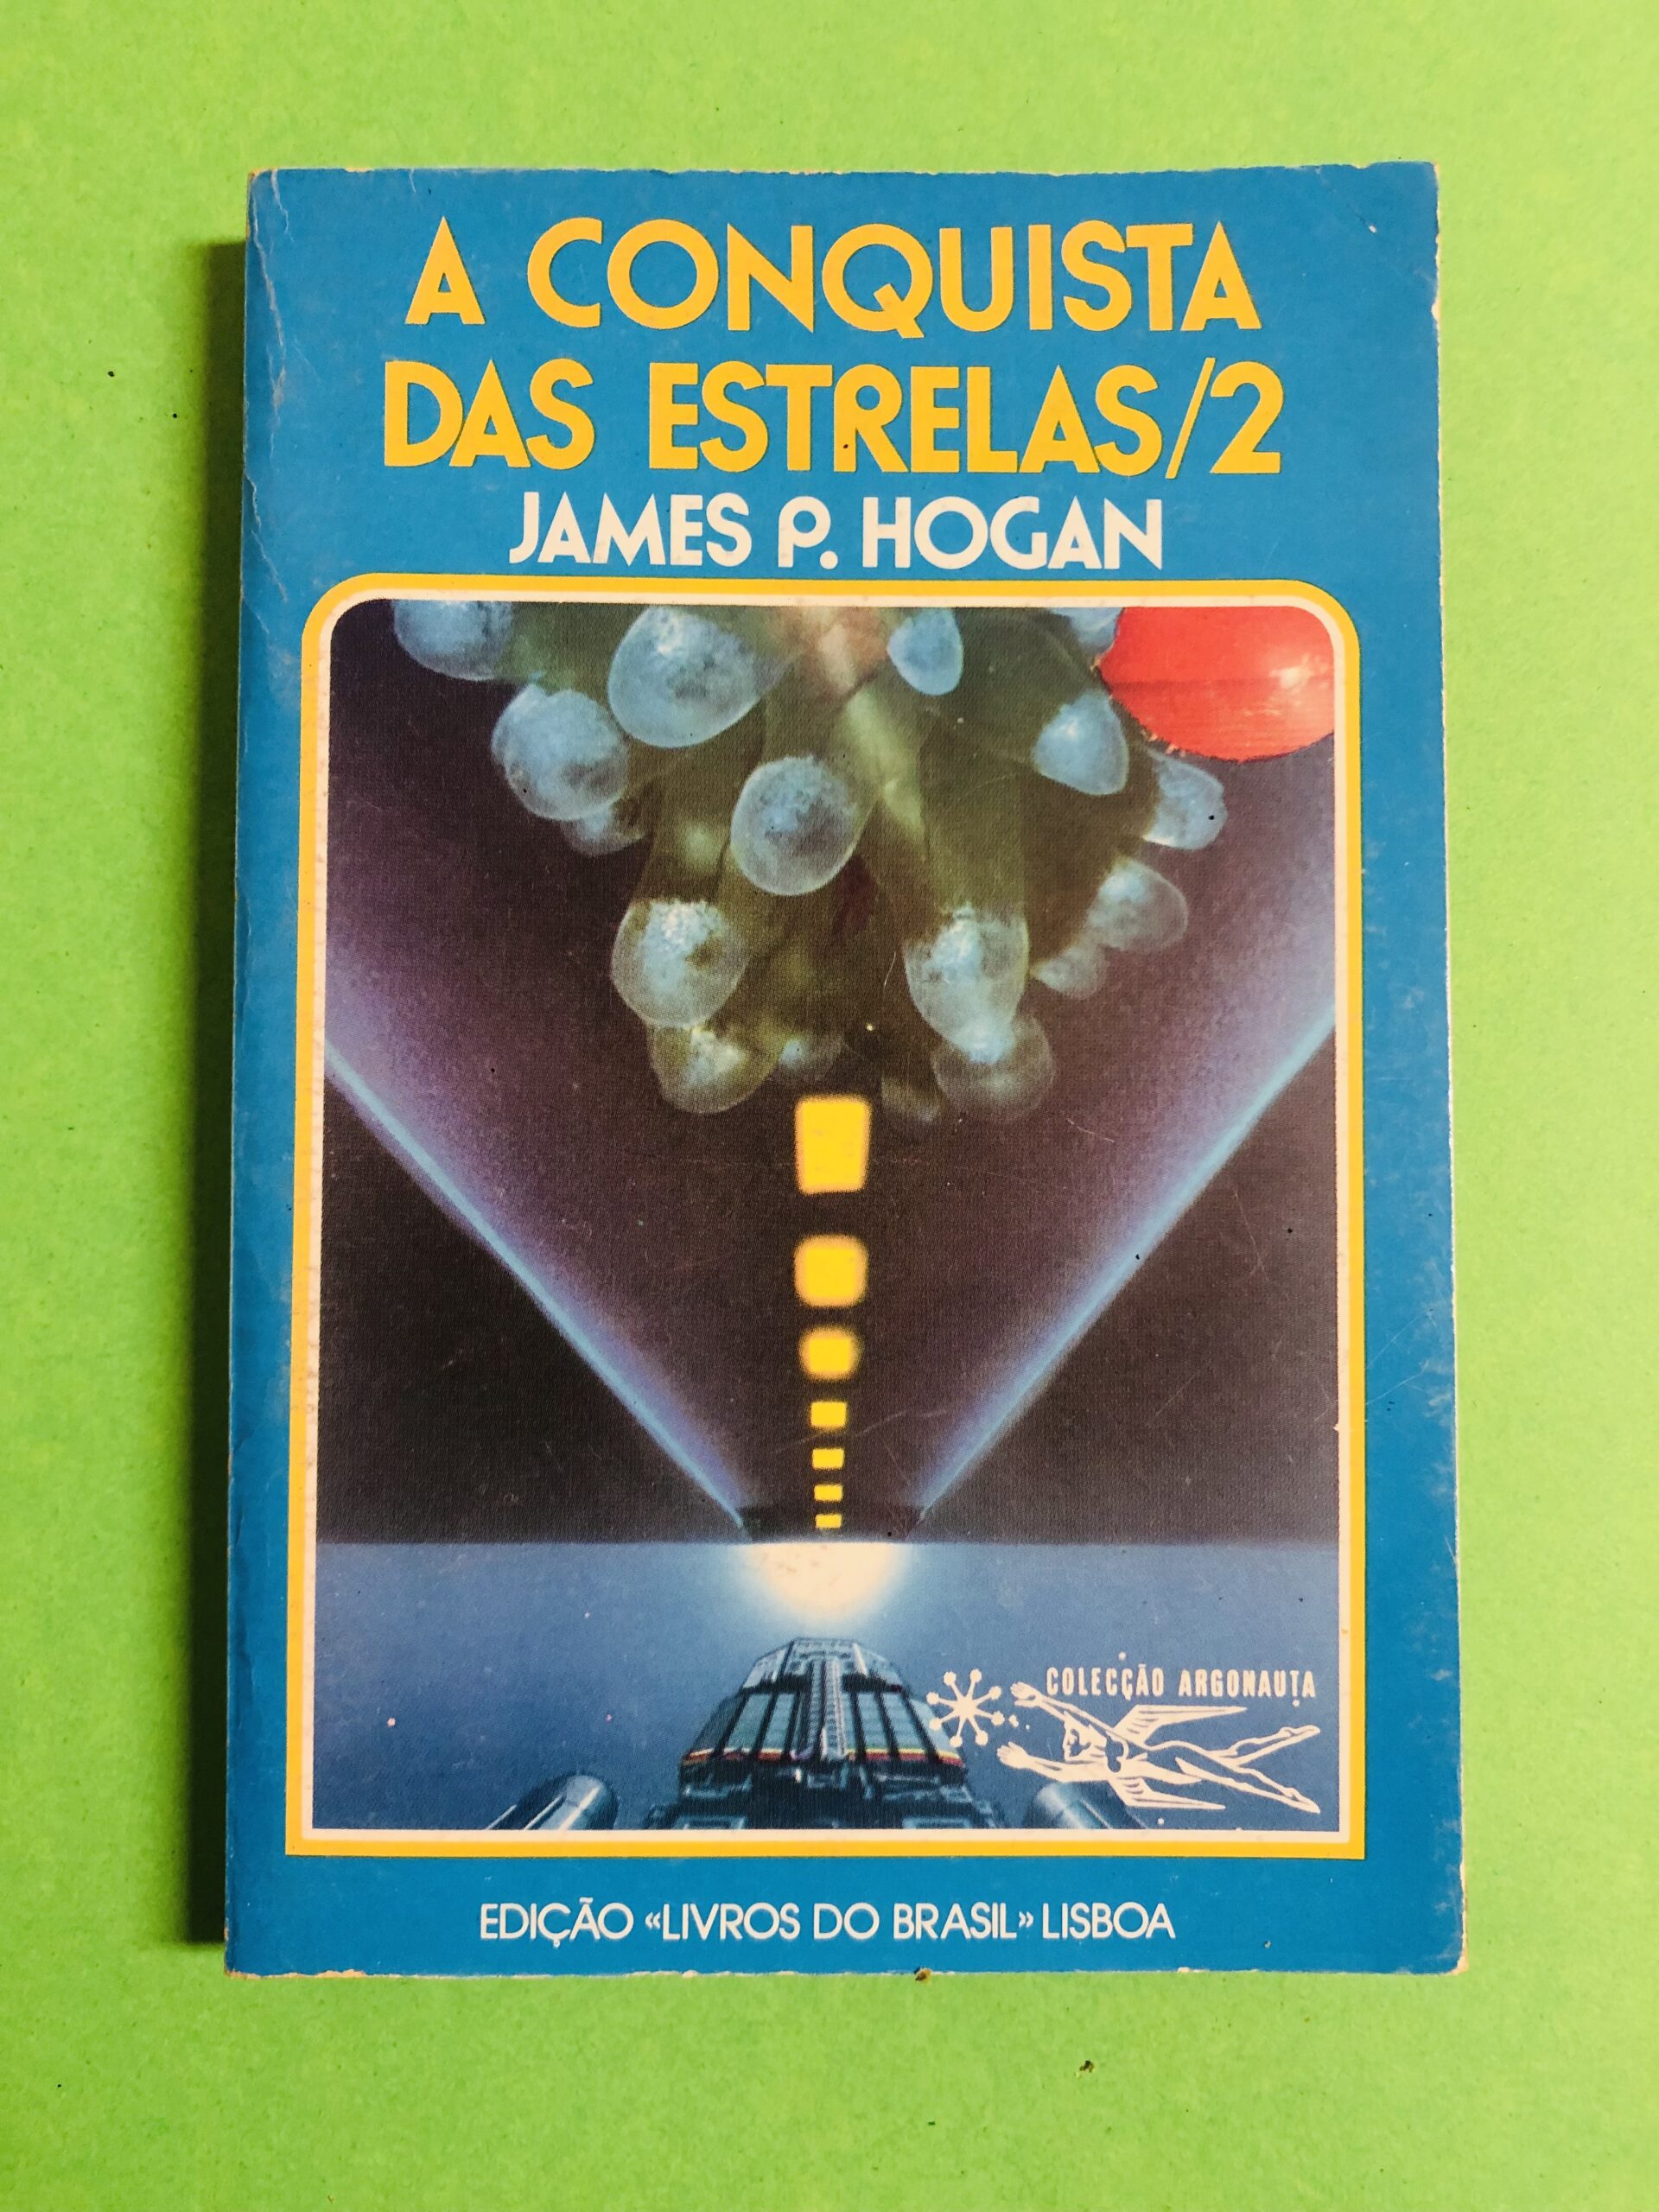 A CONQUISTA
DAS ESTRELAS/2
JAMES P. HOGAN
COLECÇÃO ARGONAUTA
EDIÇÃO «LIVROS DO BRASIL» LISBOA